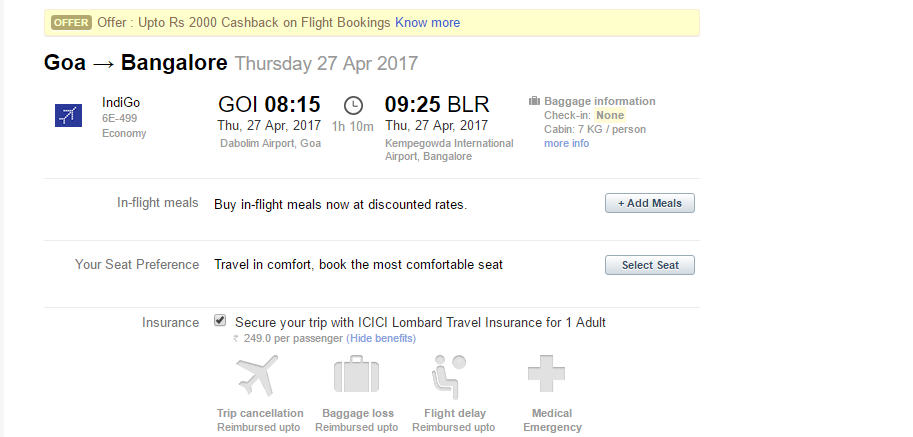 OFFER Offer : Upto Rs 2000 Cashback on Flight Bookings Know more
Goa → Bangalore Thursday 27 Apr 2017
IndiGo
6E-499
Economy
GOI 08:15
Thu, 27 Apr, 2017
Dabolim Airport, Goa
1h 10m
09:25 BLR
Thu, 27 Apr, 2017
Kempegowda International
Airport, Bangalore
Baggage information
Check-in: None
Cabin: 7 KG / person
more info
In-flight meals Buy in-flight meals now at discounted rates. + Add Meals
Your Seat Preference Travel in comfort, book the most comfortable seat Select Seat
Insurance Secure your trip with ICICI Lombard Travel Insurance for 1 Adult
₹ 249.0 per passenger (Hide benefits)
Trip cancellation
Reimbursed upto
Baggage loss
Reimbursed upto
Flight delay
Reimbursed upto
Medical
Emergency